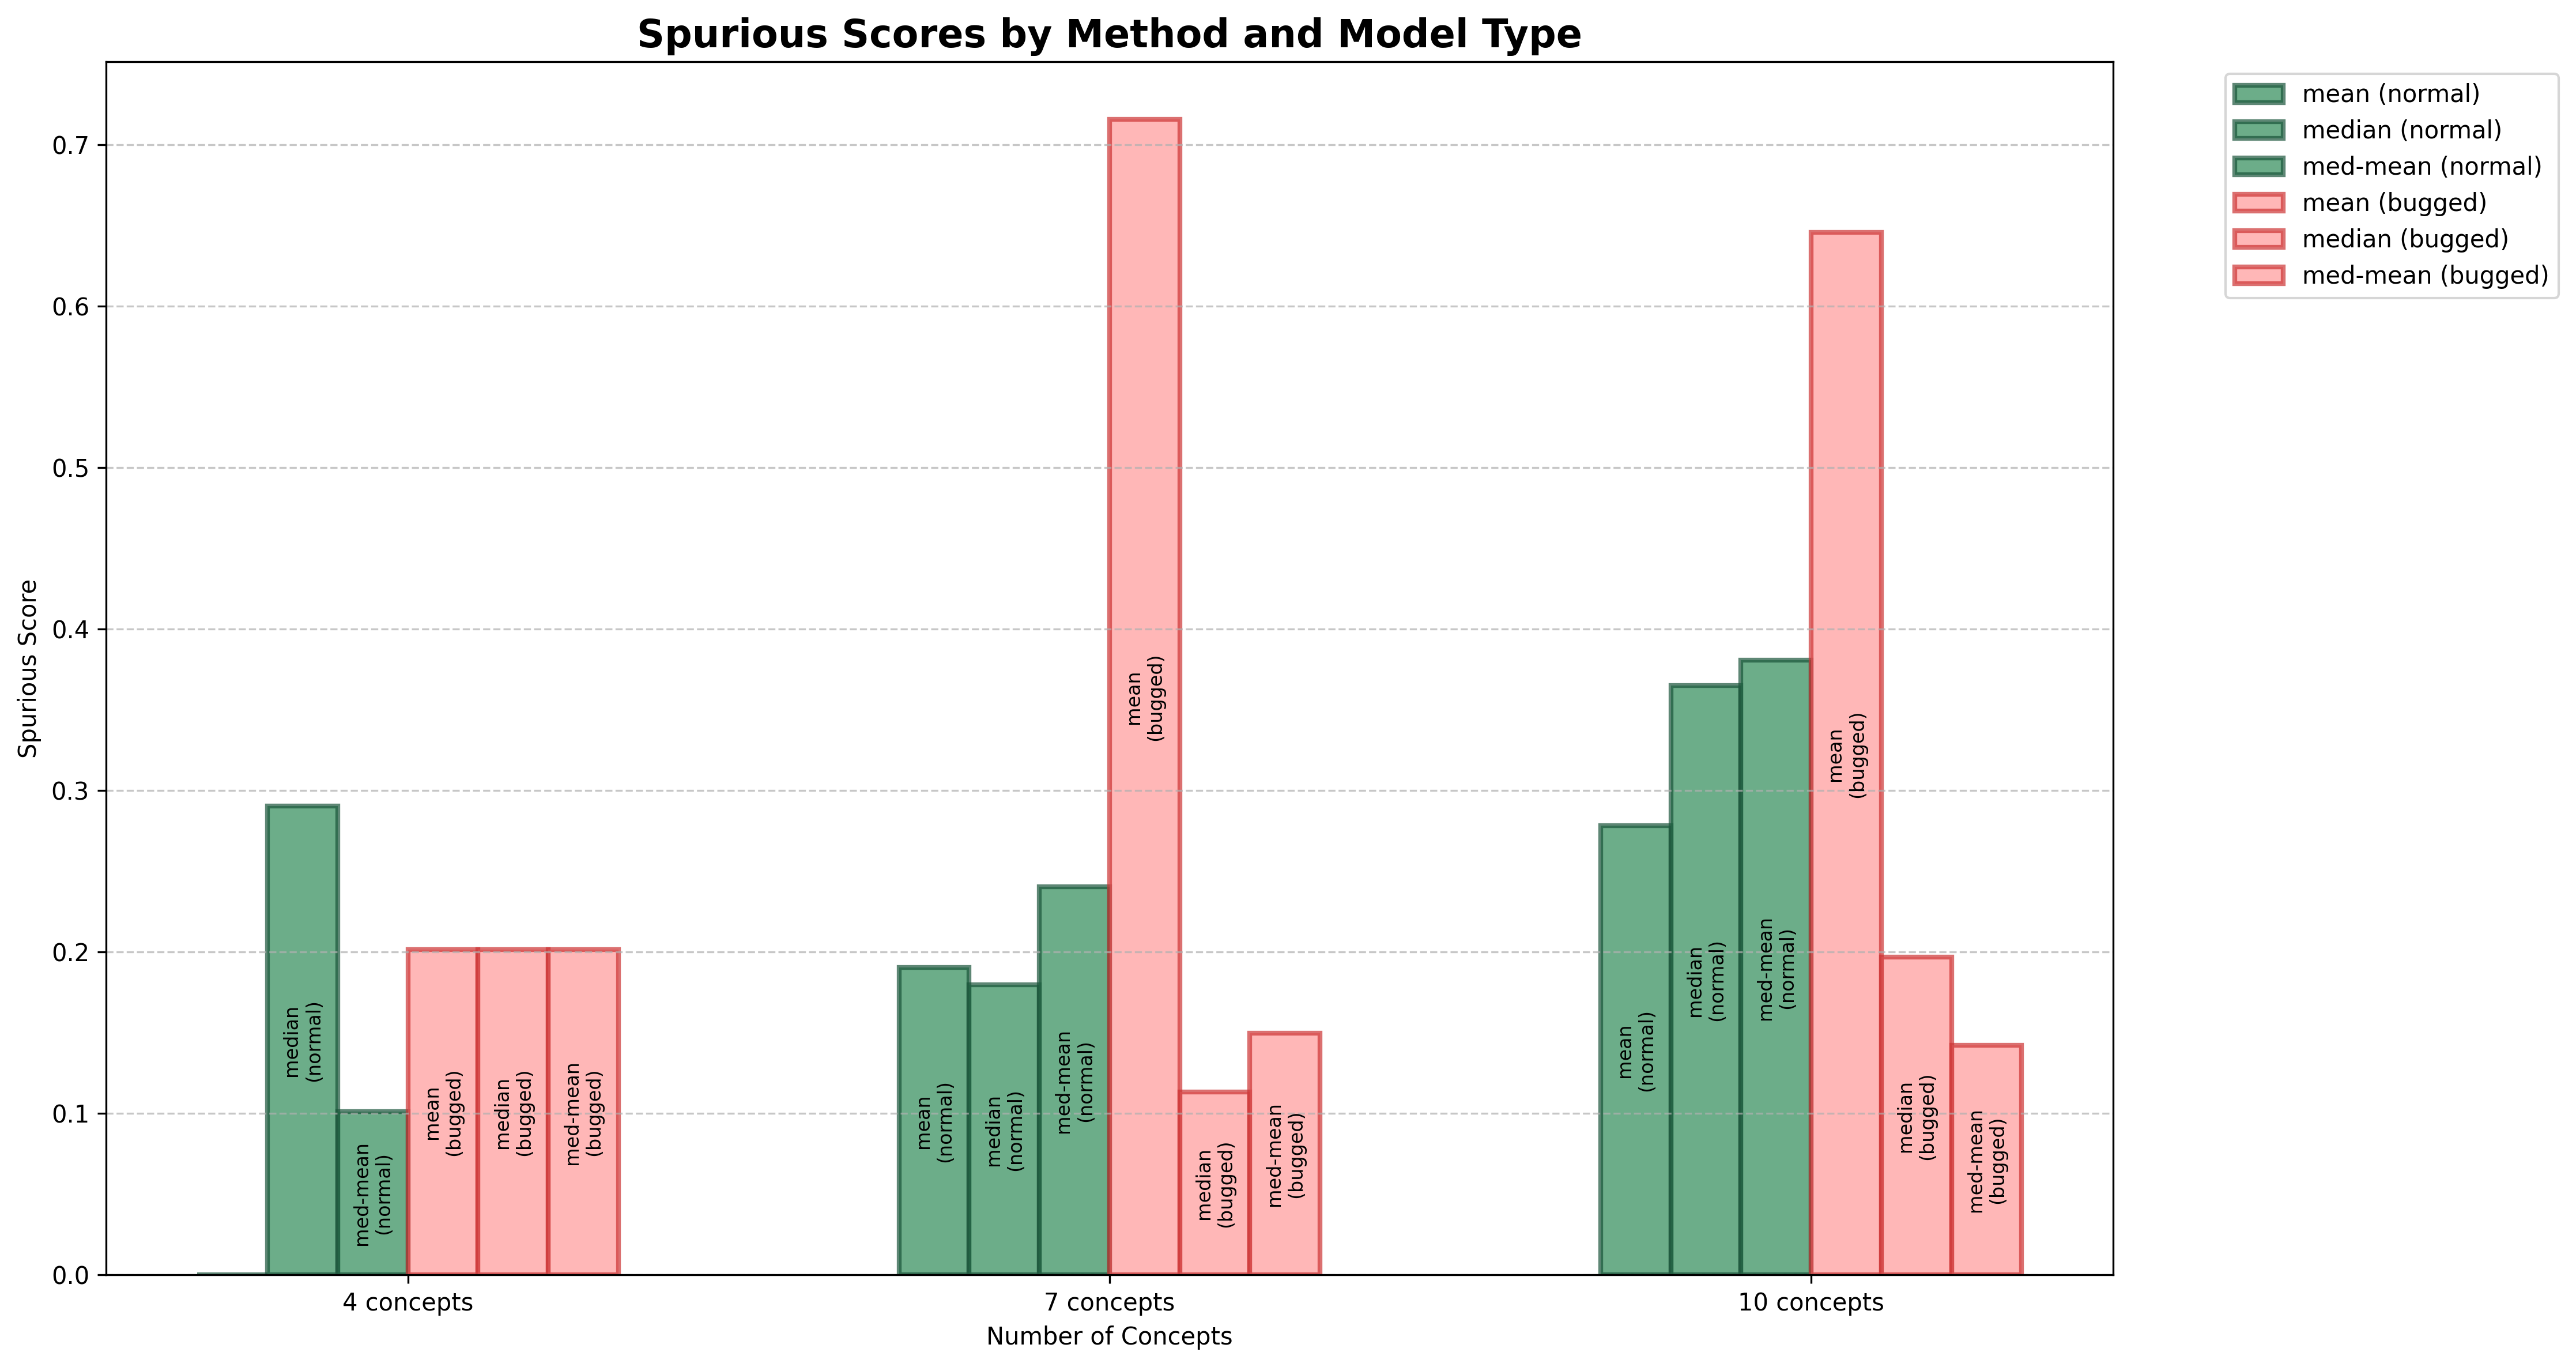 Spurious Scores by Method and Model Type
mean (normal)
median (normal)
med-mean (normal)
mean (bugged)
median (bugged)
med-mean (bugged)
Spurious Score
0.7
0.6
0.5
0.4
0.3
0.2
0.1
0.0
median
(normal)
med-mean
(normal)
mean
(bugged)
median
(bugged)
med-mean
(bugged)
mean
(normal)
median
(normal)
med-mean
(normal)
mean
(bugged)
median
(bugged)
med-mean
(bugged)
mean
(normal)
median
(normal)
med-mean
(normal)
mean
(bugged)
median
(bugged)
med-mean
(bugged)
4 concepts
7 concepts
10 concepts
Number of Concepts